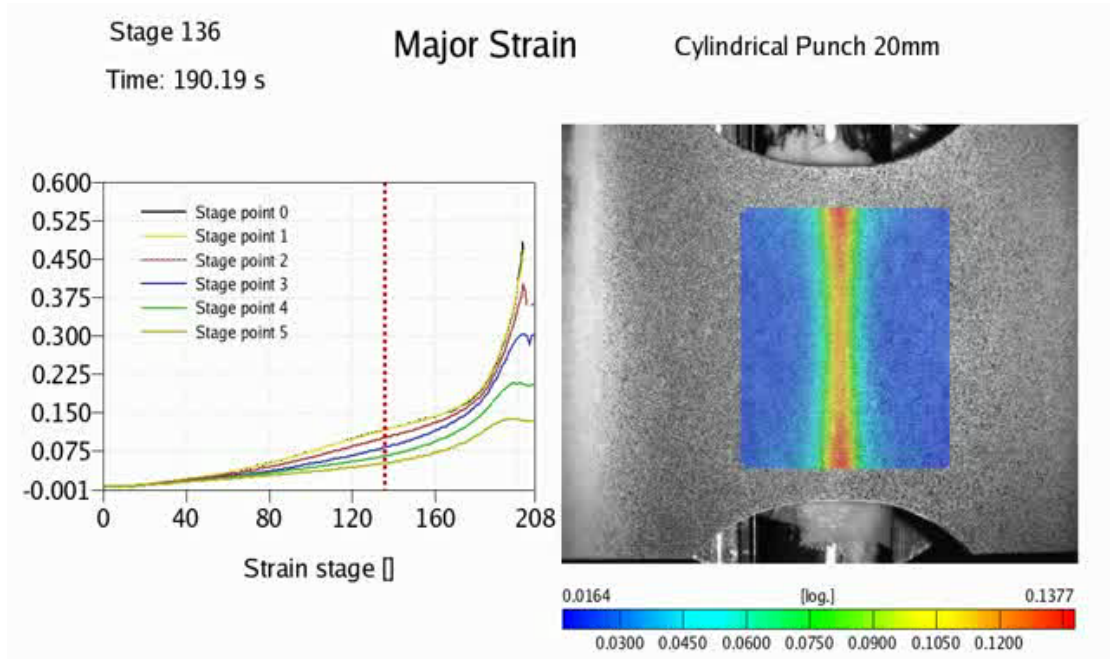 Stage 136
Time: 190.19 s
Major Strain
Cylindrical Punch 20mm
0.600
0.525
0.450
0.375
0.300
0.225
0.150
0.075
-0.001
Stage point 0
Stage point 1
Stage point 2
Stage point 3
Stage point 4
Stage point 5
0 40 80 120 160 208
Strain stage []
0.0164 [log.] 0.1377
0.0300 0.0450 0.0600 0.0750 0.0900 0.1050 0.1200